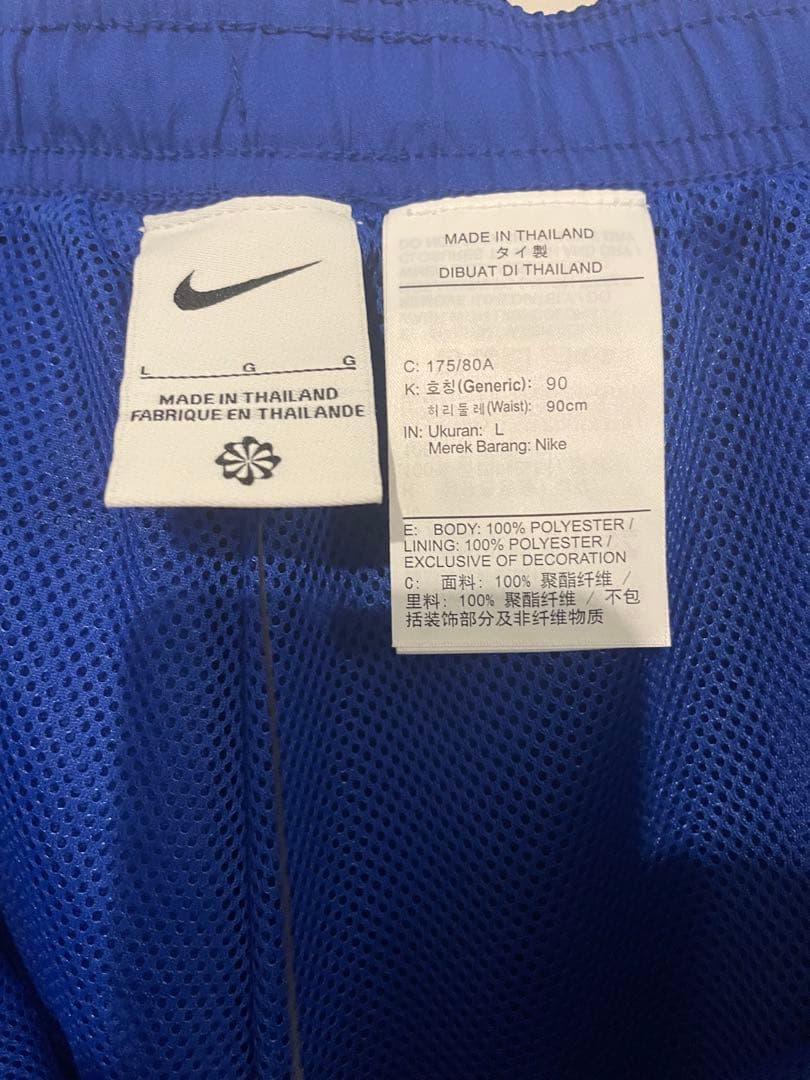 L G G
MADE IN THAILAND
FABRIQUE EN THAILANDE
MADE IN THAILAND
タイ製
DIBUAT DI THAILAND
C: 175/80A
K: 호칭(Generic): 90
허리둘레(Waist): 90cm
IN: Ukuran: L
Merek Barang: Nike
E: BODY: 100% POLYESTER /
LINING: 100% POLYESTER /
EXCLUSIVE OF DECORATION
C: 面料: 100% 聚酯纤维 /
里料: 100% 聚酯纤维 / 不包
括装饰部分及非纤维物质